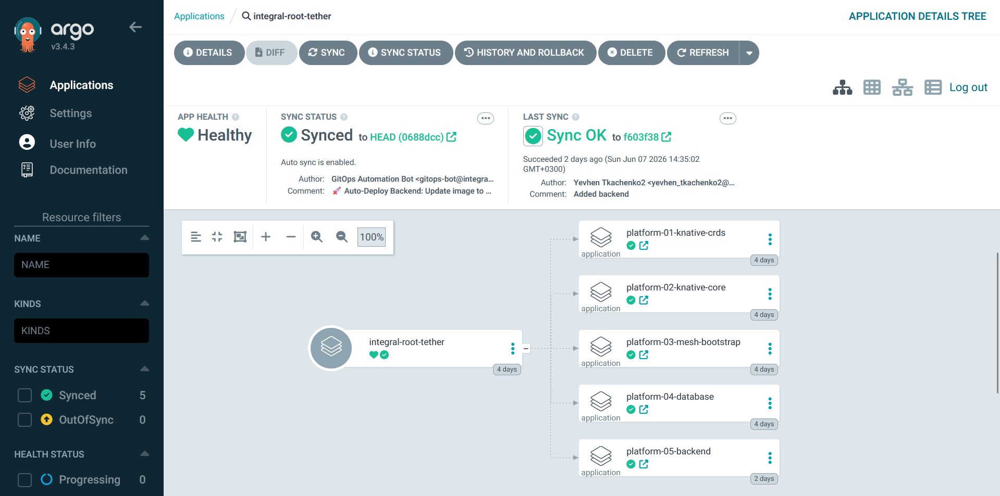 argo
v3.4.3
Applications
Settings
User Info
Documentation
Resource filters
NAME
NAME
KINDS
KINDS
SYNC STATUS
Synced 5
OutOfSync 0
HEALTH STATUS
Progressing 0
Applications / integral-root-tether
APPLICATION DETAILS TREE
DETAILS
DIFF
SYNC
SYNC STATUS
HISTORY AND ROLLBACK
DELETE
REFRESH
Log out
APP HEALTH
Healthy
SYNC STATUS
Synced to HEAD (0688dcc)
Auto sync is enabled.
Author: GitOps Automation Bot <gitops-bot@integra...
Comment: 🚀 Auto-Deploy Backend: Update image to ...
LAST SYNC
Sync OK to f603f38
Succeeded 2 days ago (Sun Jun 07 2026 14:35:02
GMT+0300)
Author: Yevhen Tkachenko2 <yevhen_tkachenko2@...
Comment: Added backend
100%
integral-root-tether
4 days
platform-01-knative-crds
application
4 days
platform-02-knative-core
application
4 days
platform-03-mesh-bootstrap
application
4 days
platform-04-database
application
4 days
platform-05-backend
application
2 days